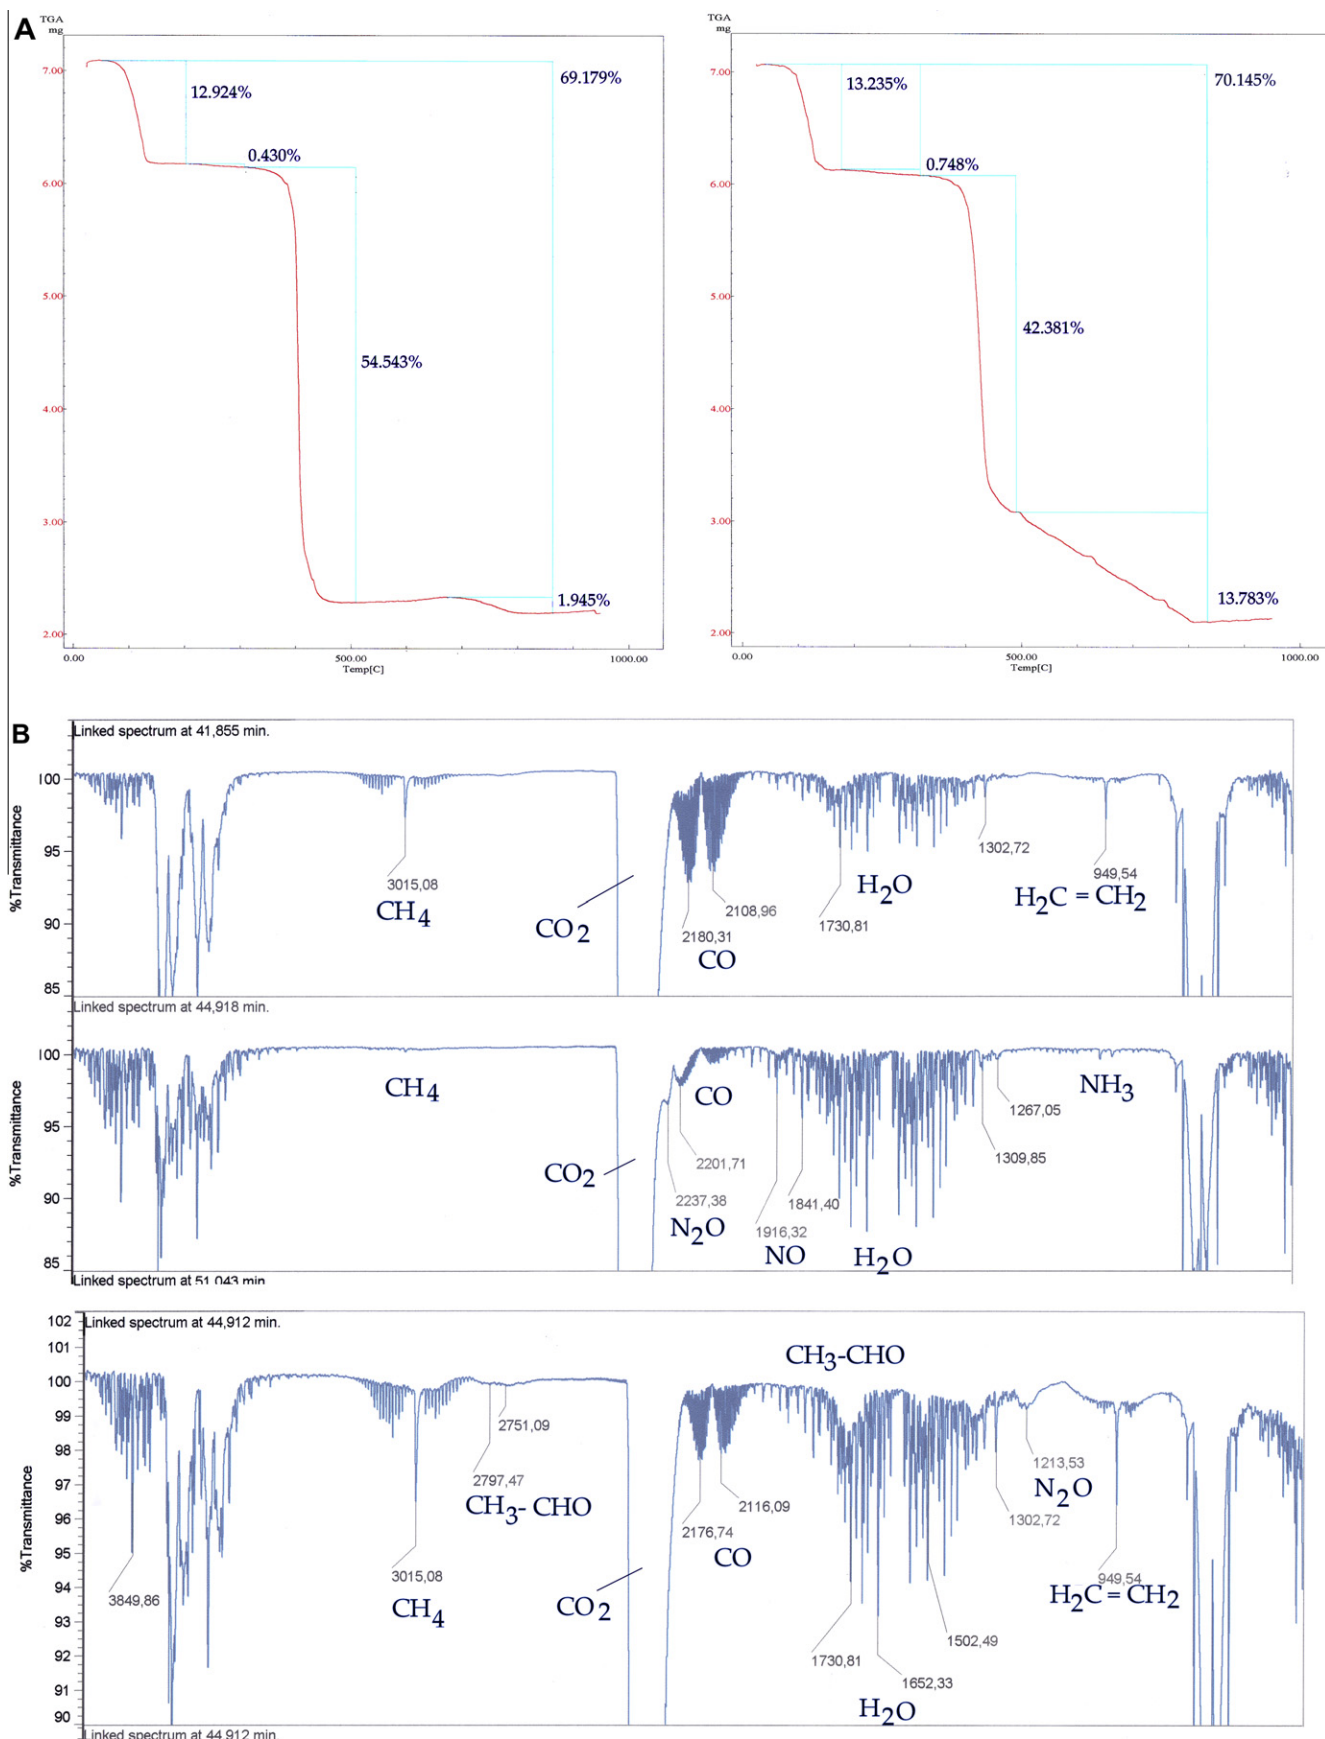 A
TGA
mg
7.00
6.00
5.00
4.00
3.00
2.00
12.924%
0.430%
54.543%
69.179%
1.945%
0.00
500.00
1000.00
Temp[C]
TGA
mg
7.00
6.00
5.00
4.00
3.00
2.00
13.235%
0.748%
42.381%
70.145%
13.783%
0.00
500.00
1000.00
Temp[C]
B
Linked spectrum at 41,855 min.
%Transmittance
100
95
90
85
3015,08
CH4
CO2
2180,31
2108,96
CO
1730,81
H2O
1302,72
949,54
H2C = CH2
Linked spectrum at 44,918 min.
%Transmittance
100
95
90
85
CH4
CO2
CO
2201,71
2237,38
N2O
1916,32
NO
1841,40
H2O
1309,85
1267,05
NH3
Linked spectrum at 51,043 min
Linked spectrum at 44,912 min.
%Transmittance
102
101
100
99
98
97
96
95
94
93
92
91
90
3849,86
3015,08
CH4
2797,47
2751,09
CH3- CHO
CO2
2176,74
2116,09
CO
CH3-CHO
1730,81
1652,33
H2O
1502,49
1302,72
1213,53
N2O
949,54
H2C = CH2
Linked spectrum at 44,912 min